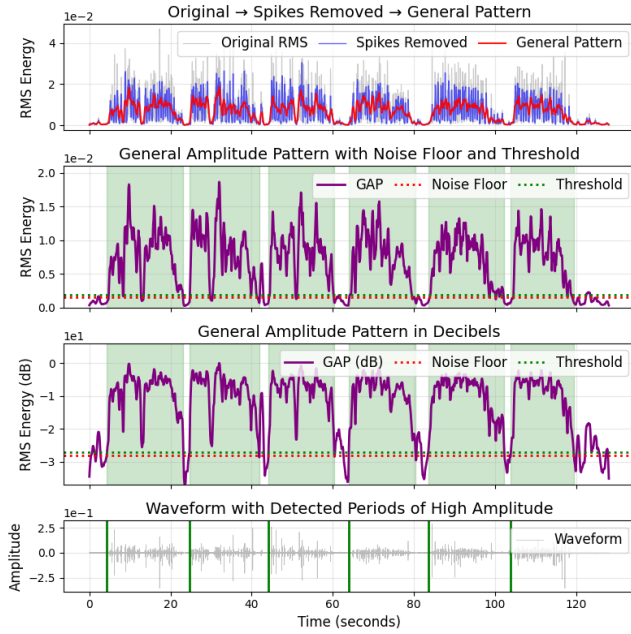 Original → Spikes Removed → General Pattern
1e−2
Original RMS
Spikes Removed
General Pattern
4
2
0
RMS Energy
General Amplitude Pattern with Noise Floor and Threshold
1e−2
GAP
Noise Floor
Threshold
2.0
1.5
1.0
0.5
0.0
RMS Energy
General Amplitude Pattern in Decibels
1e1
GAP (dB)
Noise Floor
Threshold
0
−1
−2
−3
RMS Energy (dB)
Waveform with Detected Periods of High Amplitude
1e−1
Waveform
2.5
0.0
−2.5
Amplitude
0 20 40 60 80 100 120
Time (seconds)